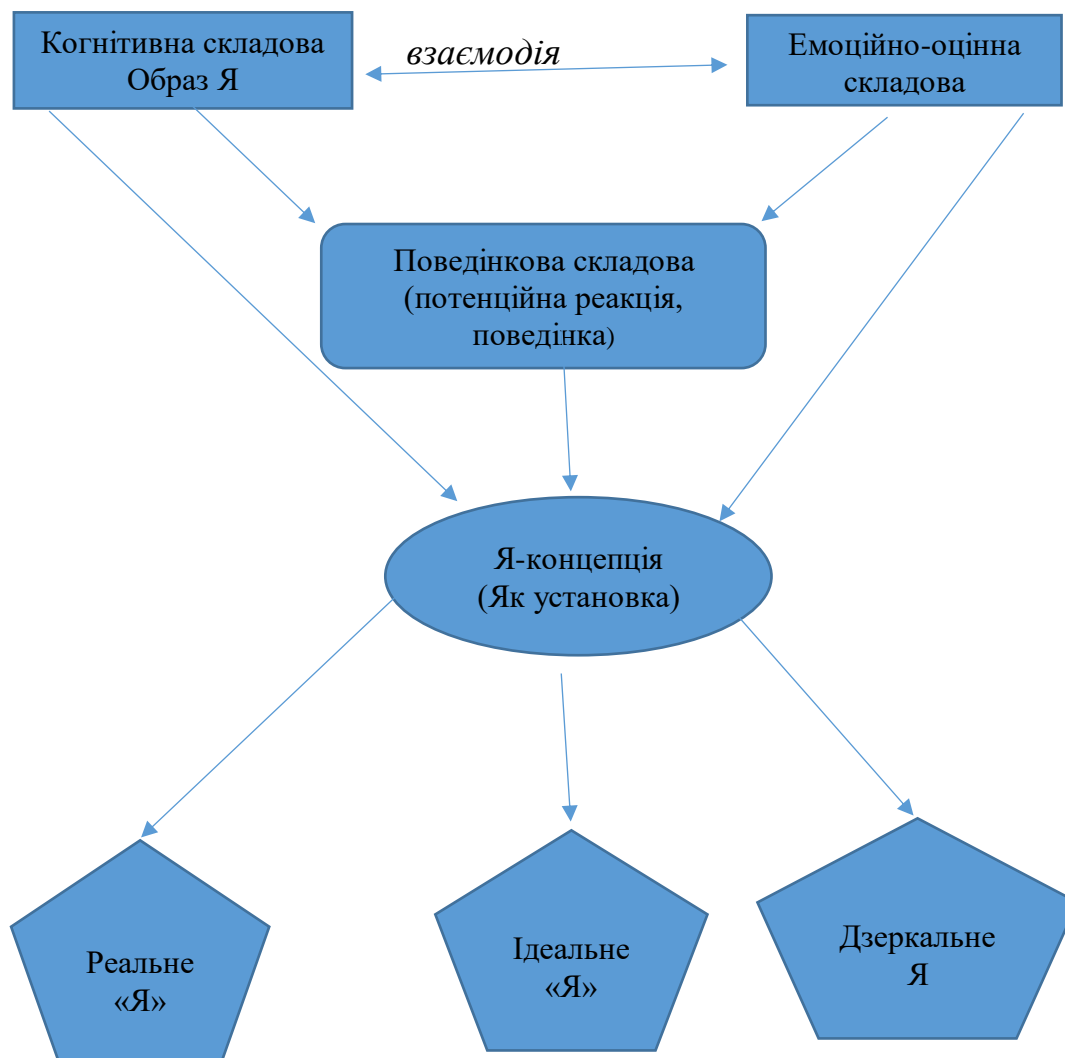 Когнітивна складова
Образ Я
взаємодія
Емоційно-оцінна
складова
Поведінкова складова
(потенційна реакція,
поведінка)
Я-концепція
(Як установка)
Реальне
«Я»
Ідеальне
«Я»
Дзеркальне
Я